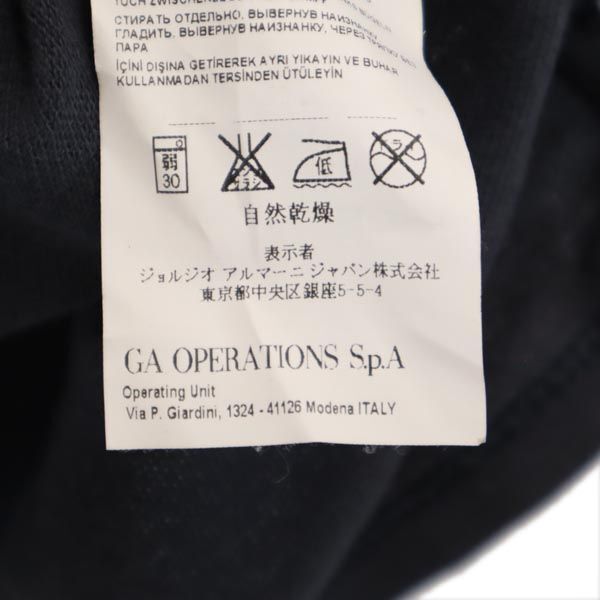 СТИРАТЬ ОТДЕЛЬНО, ВЫВЕРНУВ НАИЗНАНКУ,
ГЛАДИТЬ, ВЫВЕРНУВ НАИЗНАНКУ, ЧЕРЕЗ
ПАРА
İÇİNİ DIŞINA GETİREREK AYRI YIKAYIN VE BUHAR
KULLANMADAN TERSİNDEN ÜTÜLEYİN
弱 低
30
自然乾燥
表示者
ジョルジオ アルマーニ ジャパン株式会社
東京都中央区銀座5-5-4
GA OPERATIONS S.p.A
Operating Unit
Via P. Giardini, 1324 - 41126 Modena ITALY